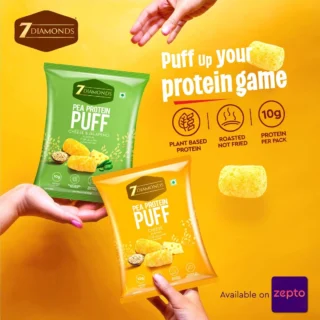 7 DIAMONDS
Puff up your
protein game
PLANT BASED
PROTEIN
ROASTED
NOT FRIED
10g
PROTEIN
PER PACK
7 DIAMONDS
PEA PROTEIN
PUFF
7 DIAMONDS
PEA PROTEIN
PUFF
Available on zepto